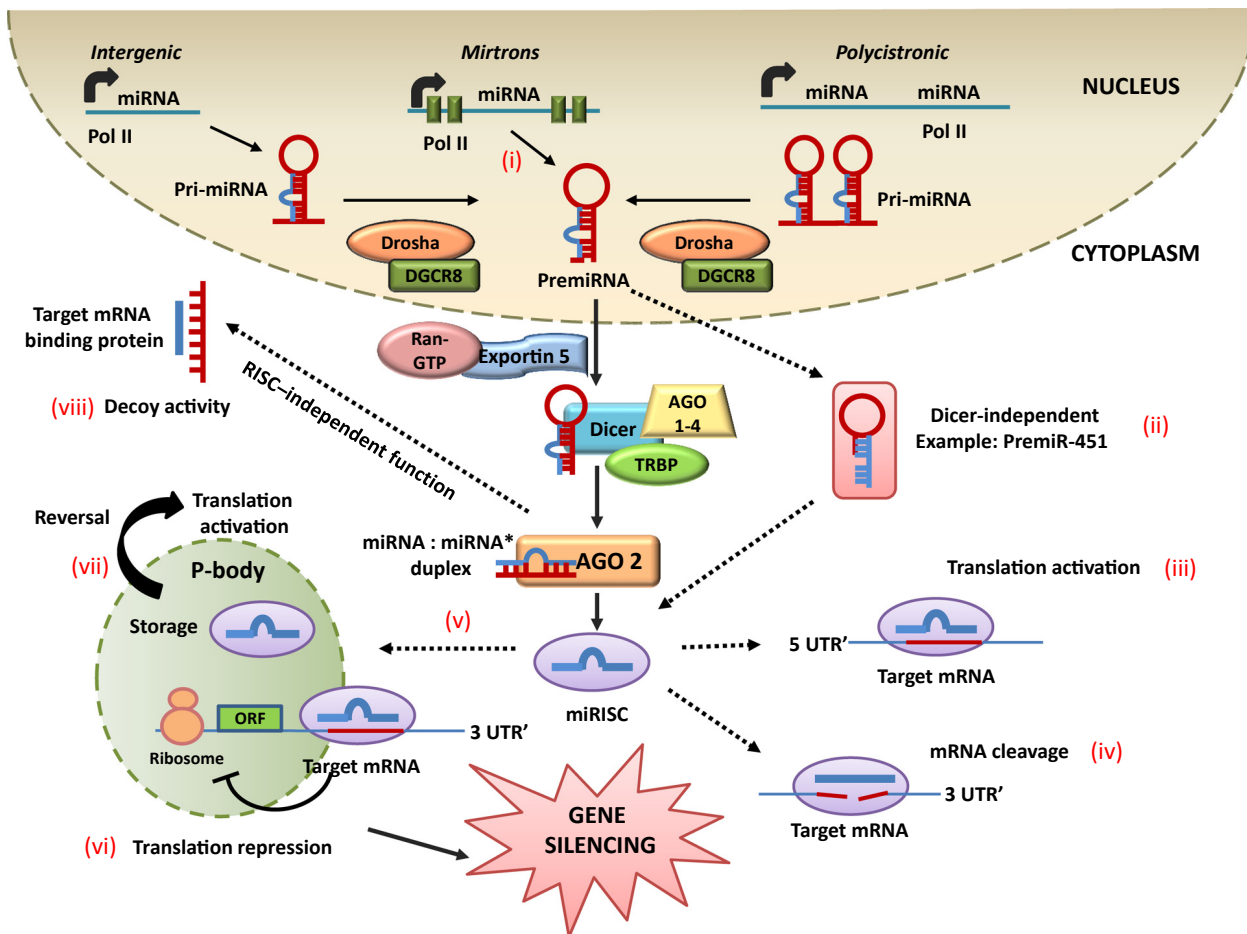 Intergenic
miRNA
Pol II
Mirtrons
miRNA
Pol II
(i)
Polycistronic
miRNA miRNA
Pol II
NUCLEUS
Pri-miRNA
Pri-miRNA
Drosha
DGCR8
Drosha
DGCR8
PremiRNA
CYTOPLASM
Target mRNA
binding protein
(viii) Decoy activity
RISC–independent function
Ran-
GTP
Exportin 5
Dicer
AGO
1-4
TRBP
Dicer-independent
Example: PremiR-451
(ii)
miRNA : miRNA*
duplex
AGO 2
Reversal
Translation
activation
(vii)
P-body
Storage
(v)
miRISC
Translation activation (iii)
5 UTR’
Target mRNA
ORF
Ribosome
3 UTR’
Target mRNA
mRNA cleavage (iv)
3 UTR’
Target mRNA
(vi) Translation repression
GENE
SILENCING